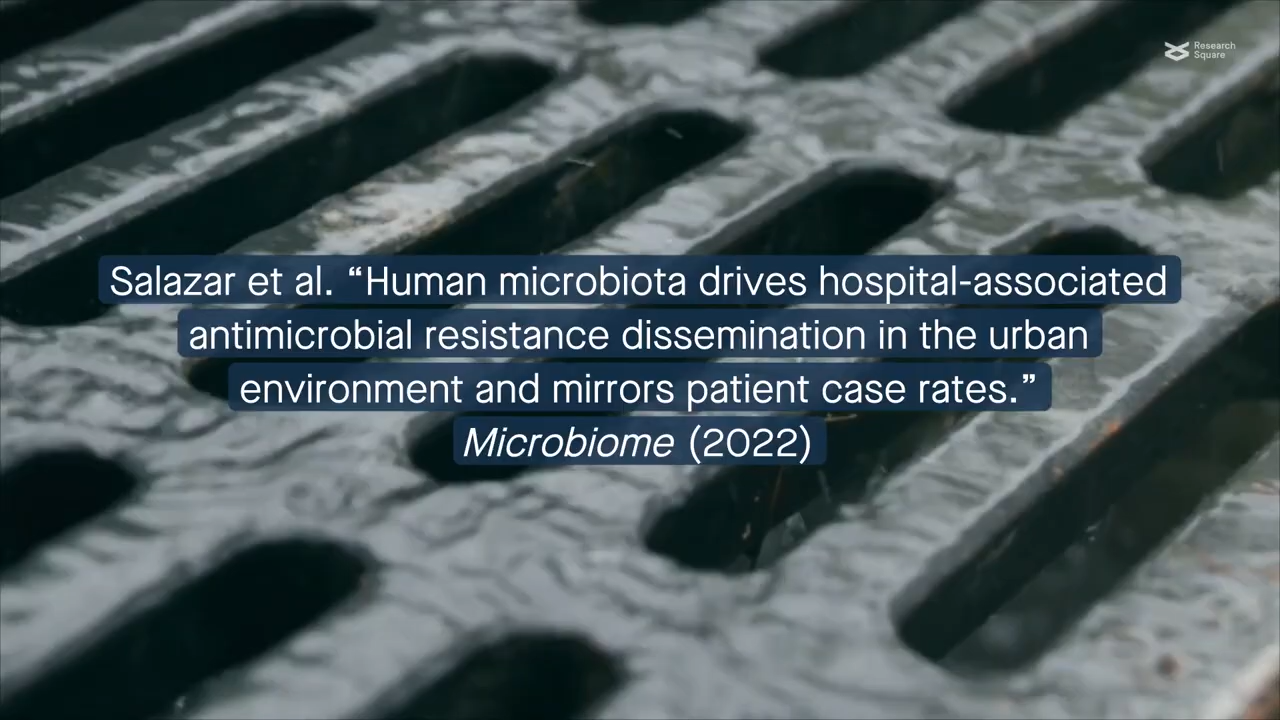 Research
Square
Salazar et al. “Human microbiota drives hospital-associated
antimicrobial resistance dissemination in the urban
environment and mirrors patient case rates.”
Microbiome (2022)